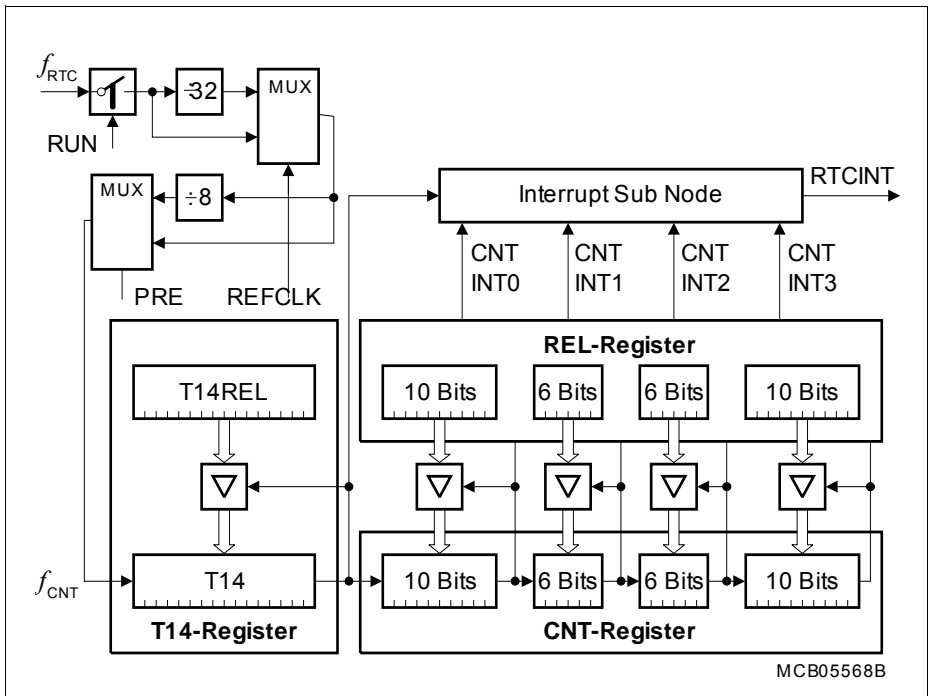 fRTC
÷32
MUX
RUN
MUX
÷8
Interrupt Sub Node
RTCINT
PRE
REFCLK
CNT
INT0
CNT
INT1
CNT
INT2
CNT
INT3
REL-Register
T14REL
10 Bits
6 Bits
6 Bits
10 Bits
fCNT
T14
10 Bits
6 Bits
6 Bits
10 Bits
T14-Register
CNT-Register
MCB05568B